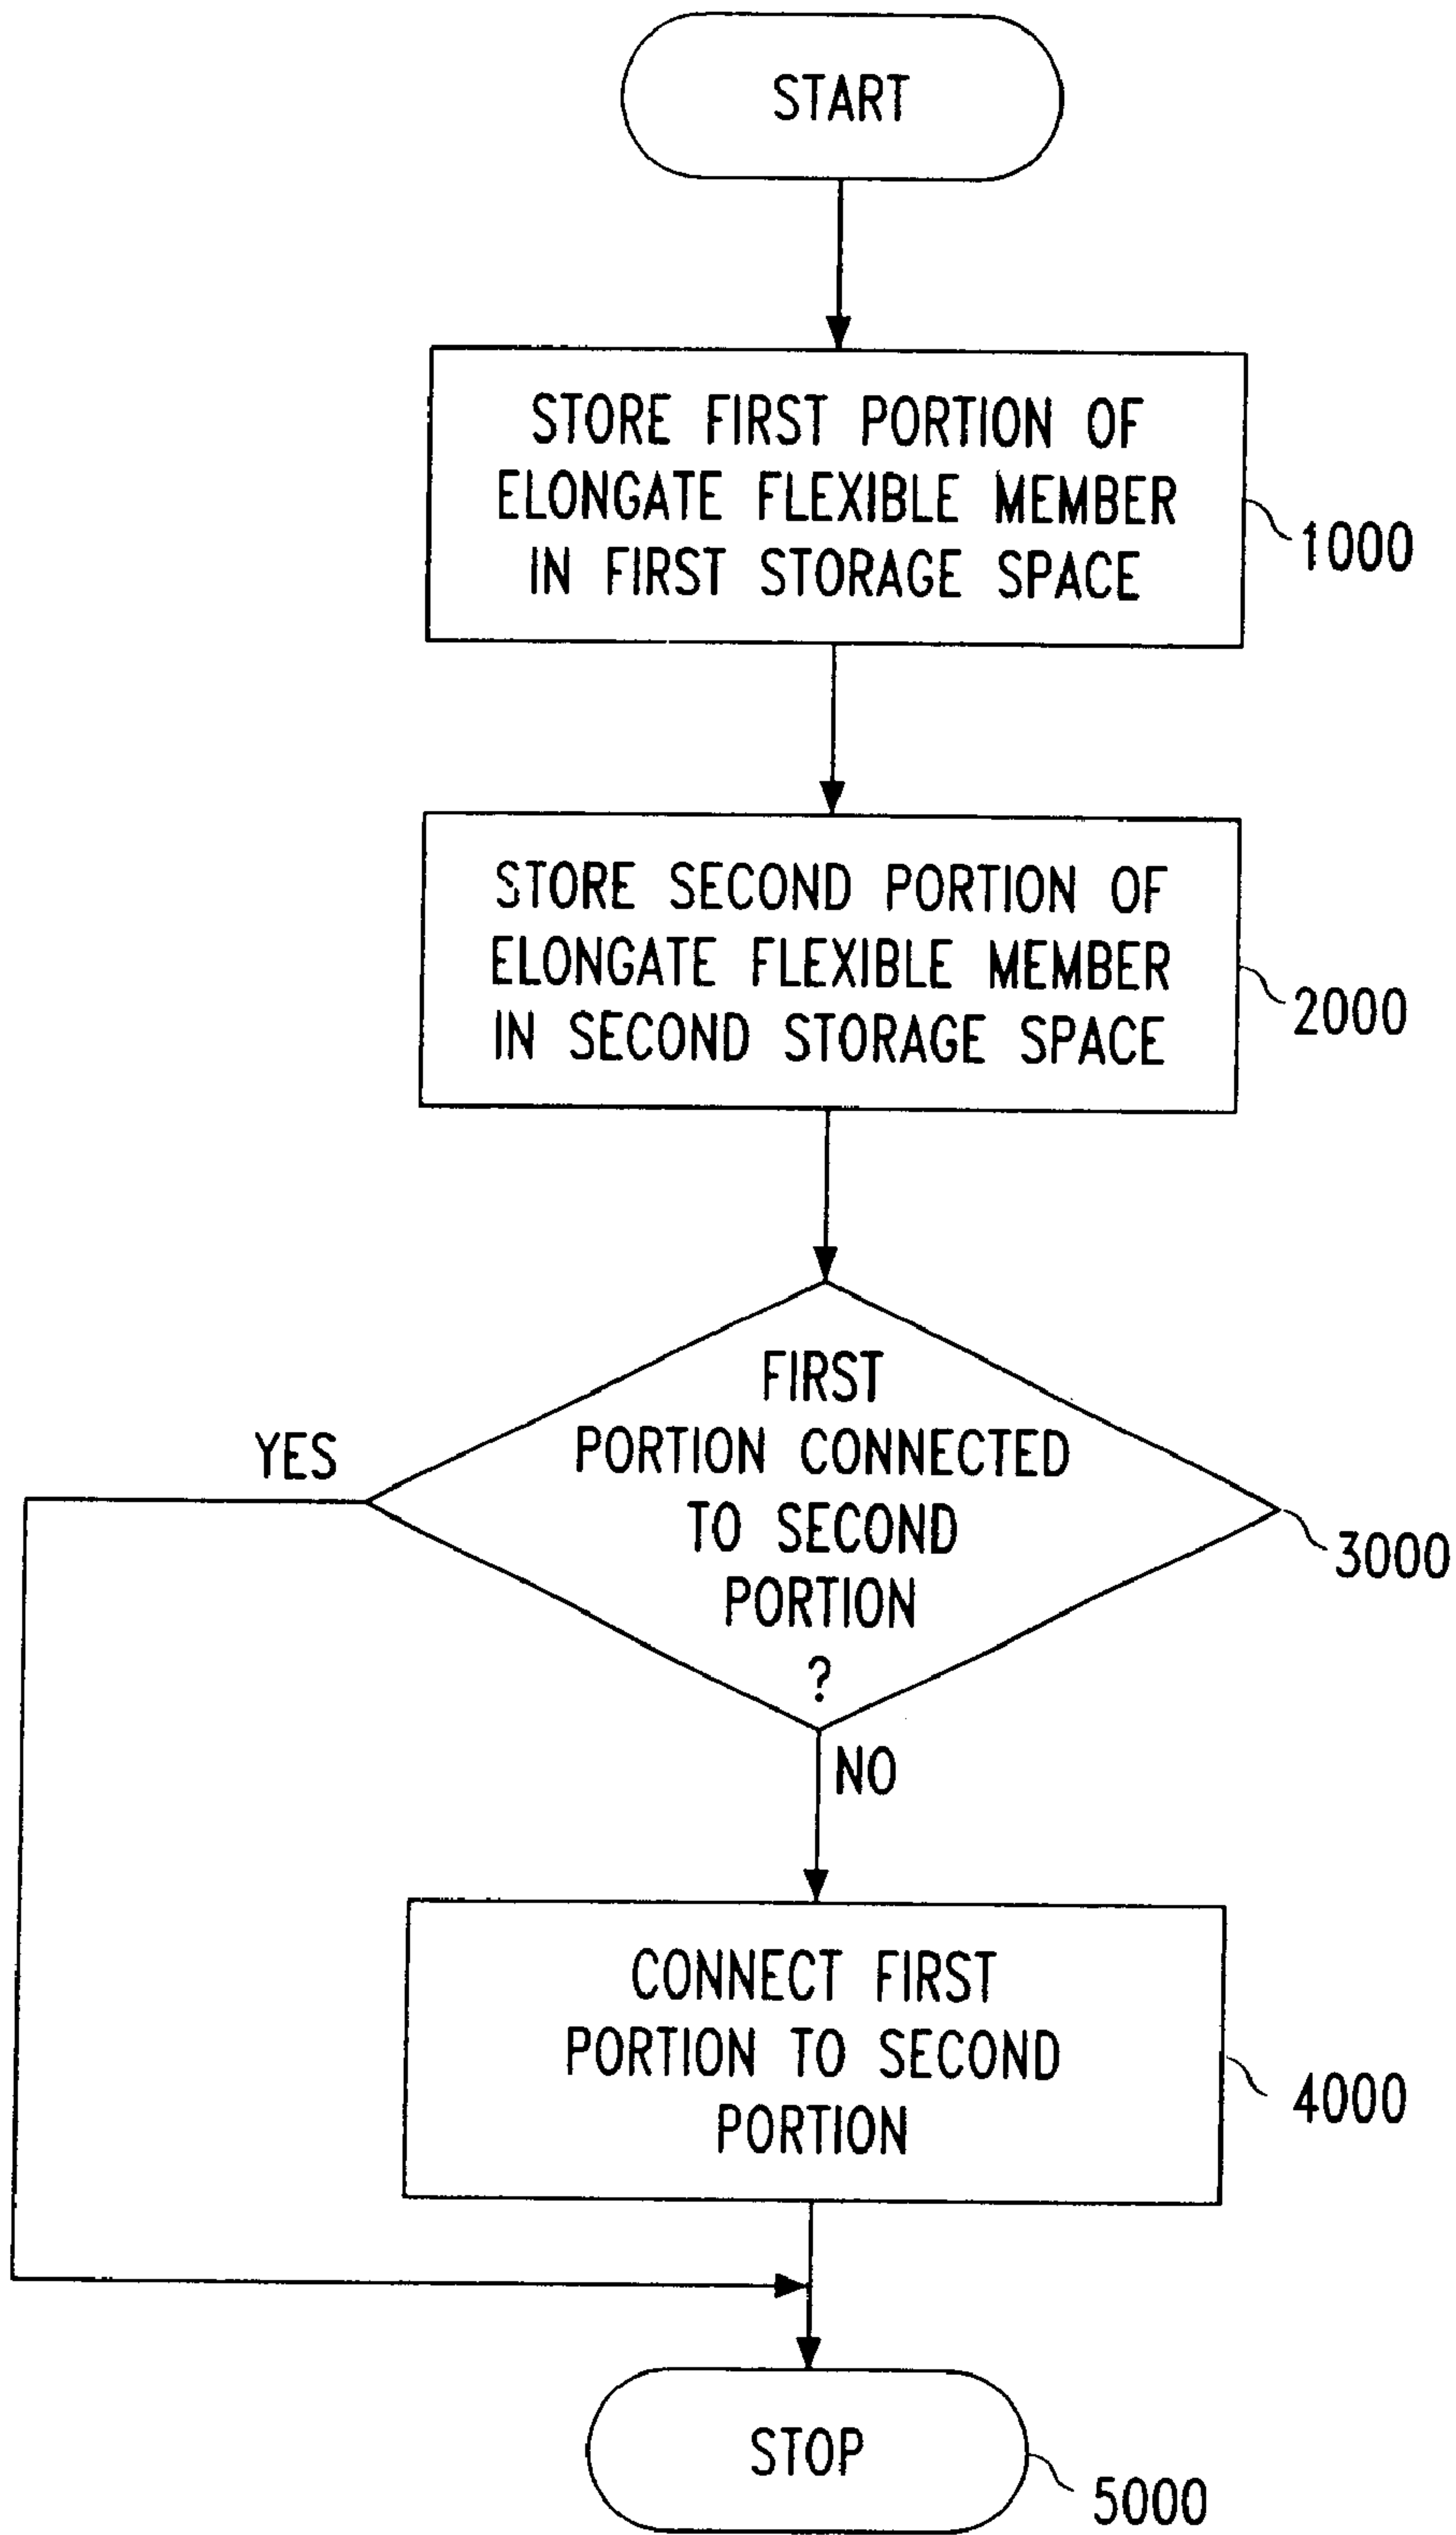 START
STORE FIRST PORTION OF
ELONGATE FLEXIBLE MEMBER
IN FIRST STORAGE SPACE
1000
STORE SECOND PORTION OF
ELONGATE FLEXIBLE MEMBER
IN SECOND STORAGE SPACE
2000
FIRST
PORTION CONNECTED
TO SECOND
PORTION
?
YES
3000
NO
CONNECT FIRST
PORTION TO SECOND
PORTION
4000
STOP
5000